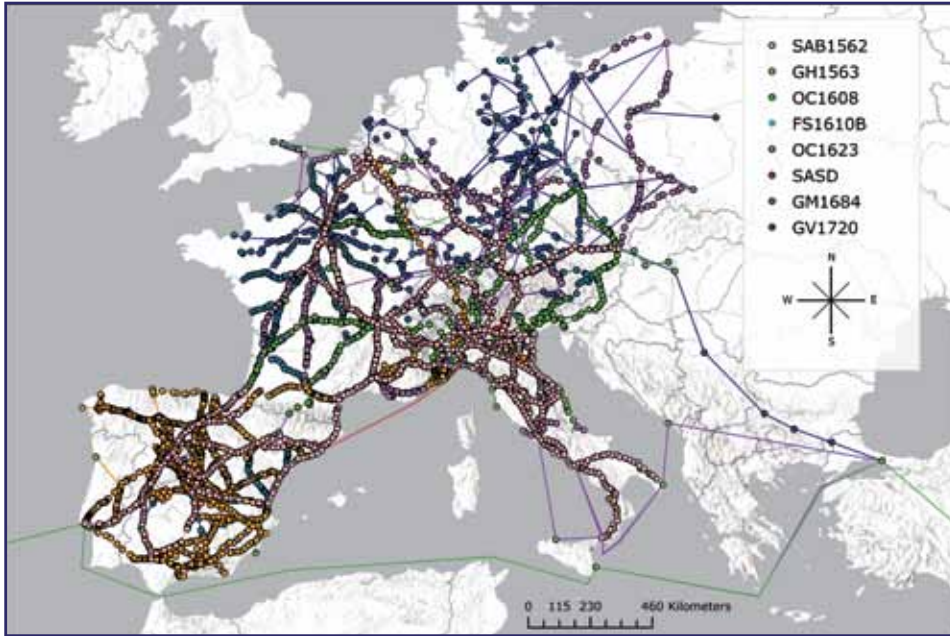 SAB1562
GH1563
OC1608
FS1610B
OC1623
SASD
GM1684
GV1720
N
W E
S
0 115 230 460 Kilometers